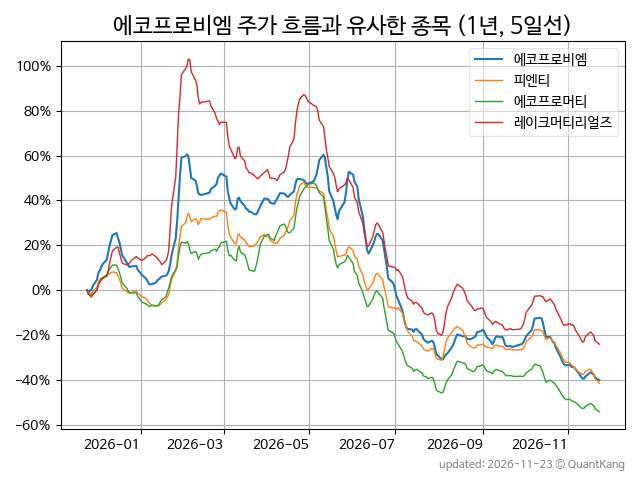 에코프로비엠 주가 흐름과 유사한 종목 (1년, 5일선)
에코프로비엠
피엔티
에코프로머티
레이크머티리얼즈
100%
80%
60%
40%
20%
0%
−20%
−40%
−60%
2026-01
2026-03
2026-05
2026-07
2026-09
2026-11
updated: 2026-11-23 © QuantKang